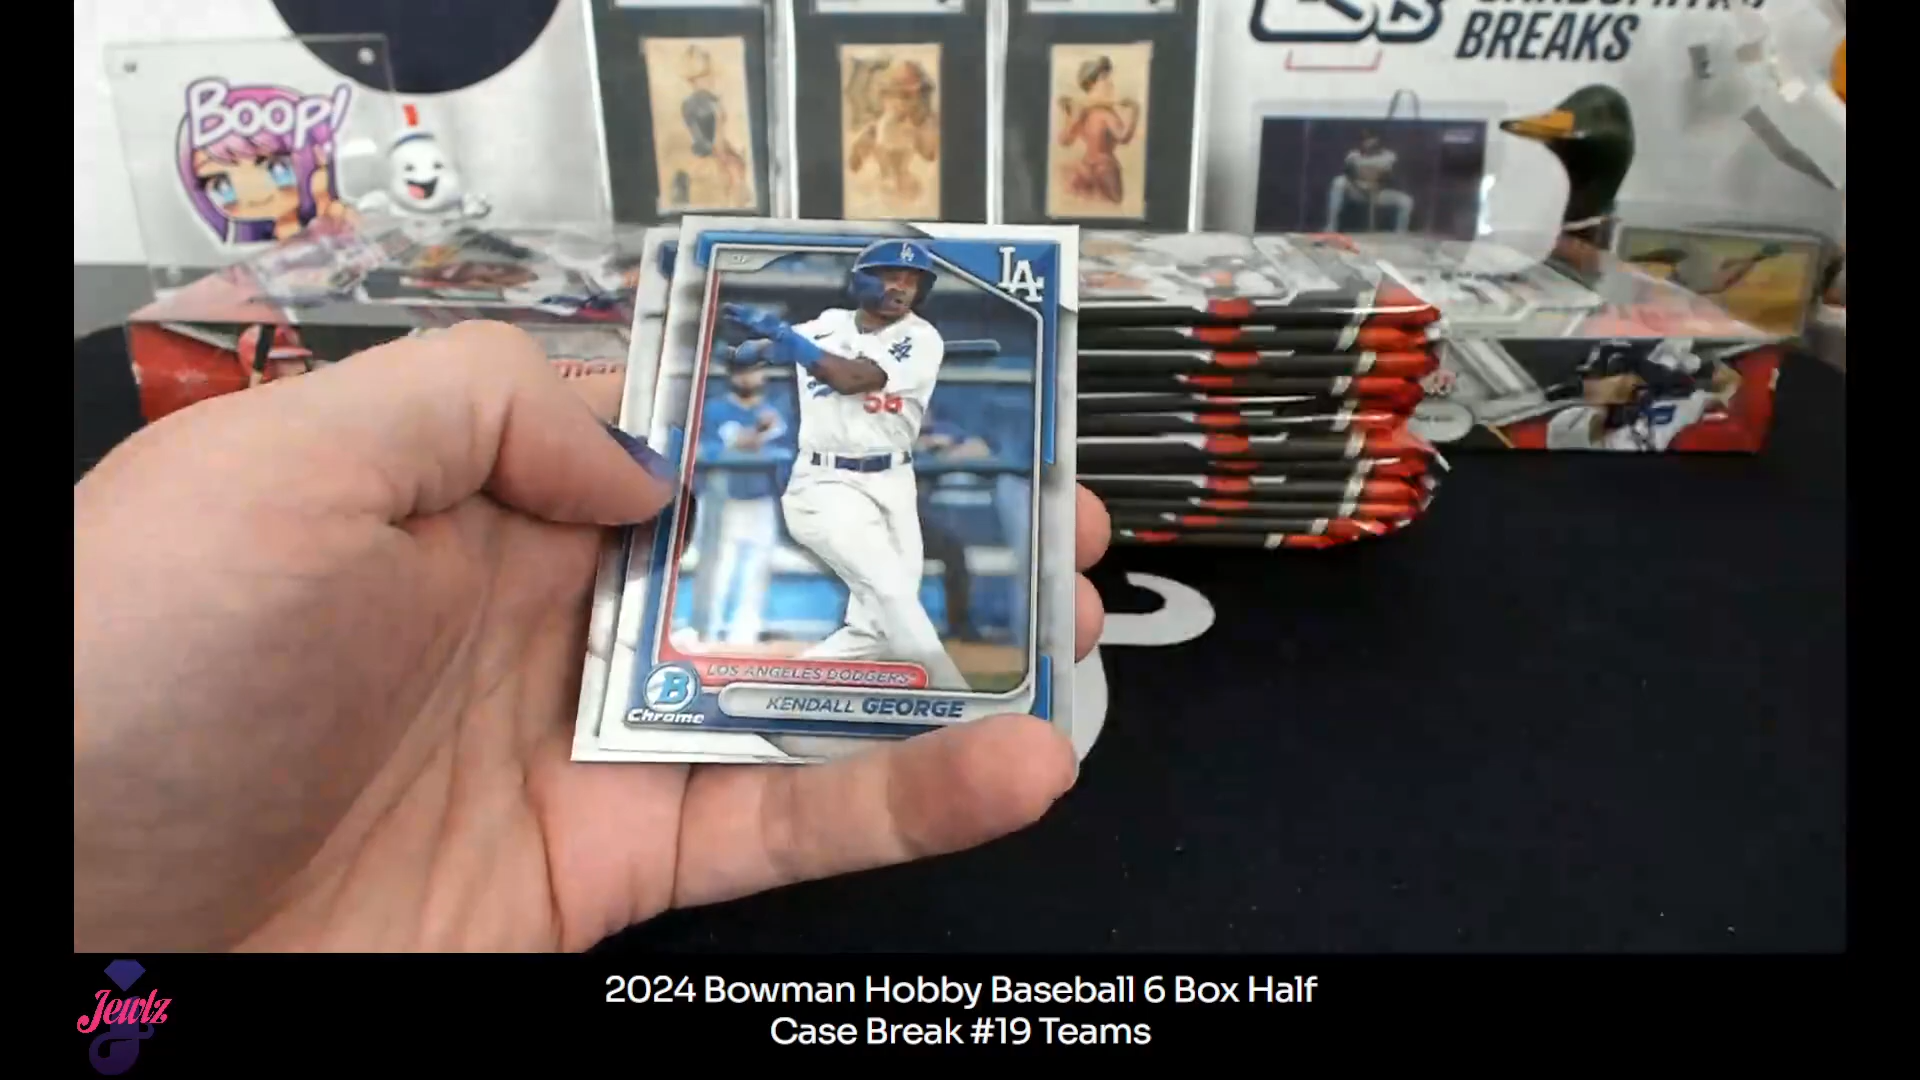 BOOP!
BREAKS
LA
58
LOS ANGELES DODGERS
B
Chrome
KENDALL GEORGE
Jewlz
2024 Bowman Hobby Baseball 6 Box Half
Case Break #19 Teams